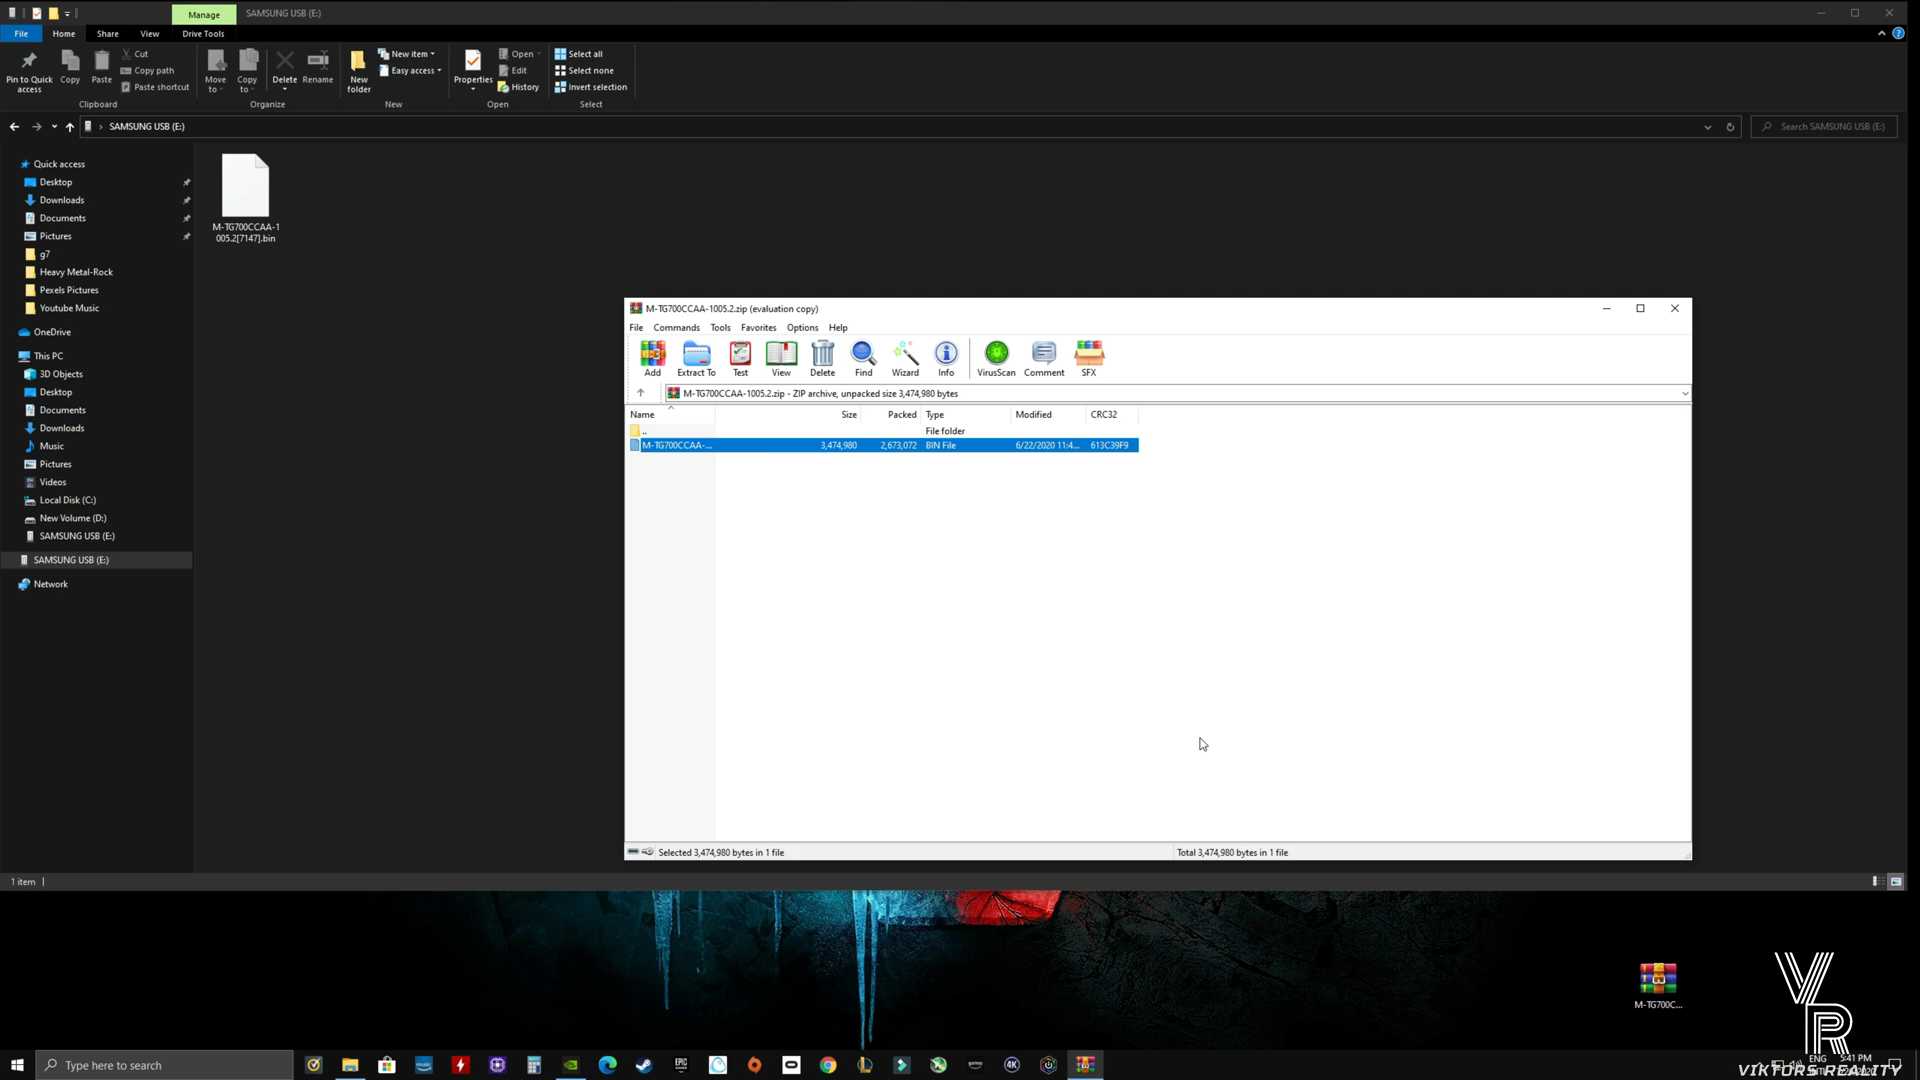 Manage
SAMSUNG USB (E:)
File
Home
Share
View
Drive Tools
Pin to Quick access
Copy
Paste
Cut
Copy path
Paste shortcut
Clipboard
Move to
Copy to
Delete
Rename
Organize
New folder
New item
Easy access
New
Properties
Open
Edit
History
Open
Select all
Select none
Invert selection
Select
SAMSUNG USB (E:)
Search SAMSUNG USB (E:)
Quick access
Desktop
Downloads
Documents
Pictures
g7
Heavy Metal-Rock
Pexels Pictures
Youtube Music
OneDrive
This PC
3D Objects
Desktop
Documents
Downloads
Music
Pictures
Videos
Local Disk (C:)
New Volume (D:)
SAMSUNG USB (E:)
SAMSUNG USB (E:)
Network
M-TG700CCAA-1
005.2[7147].bin
M-TG700CCAA-1005.2.zip (evaluation copy)
File Commands Tools Favorites Options Help
Add Extract To Test View Delete Find Wizard Info VirusScan Comment SFX
M-TG700CCAA-1005.2.zip - ZIP archive, unpacked size 3,474,980 bytes
Name Size Packed Type Modified CRC32
.. File folder
M-TG700CCAA-... 3,474,980 2,673,072 BIN File 6/22/2020 11:4... 613C39F9
Selected 3,474,980 bytes in 1 file
Total 3,474,980 bytes in 1 file
1 item
M-TG700C...
VR
VIKTORS REALITY
Type here to search
EPIC
4K
ENG
5:41 PM